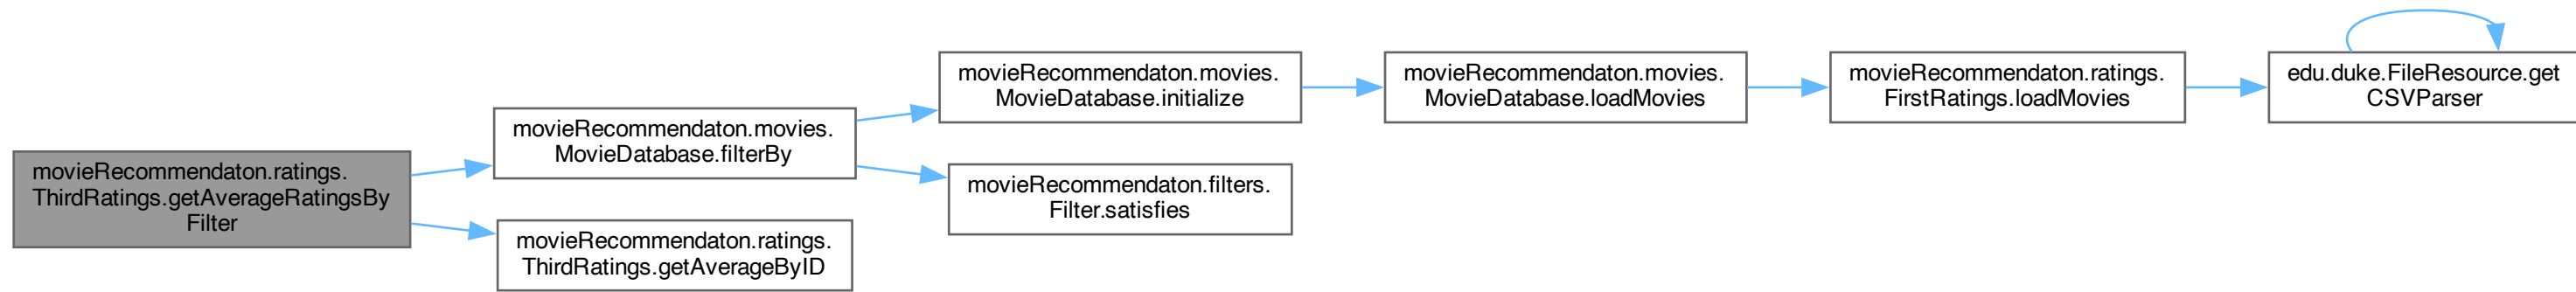 movieRecommendaton.ratings.
ThirdRatings.getAverageRatingsBy
Filter
movieRecommendaton.movies.
MovieDatabase.filterBy
movieRecommendaton.ratings.
ThirdRatings.getAverageByID
movieRecommendaton.movies.
MovieDatabase.initialize
movieRecommendaton.filters.
Filter.satisfies
movieRecommendaton.movies.
MovieDatabase.loadMovies
movieRecommendaton.ratings.
FirstRatings.loadMovies
edu.duke.FileResource.get
CSVParser